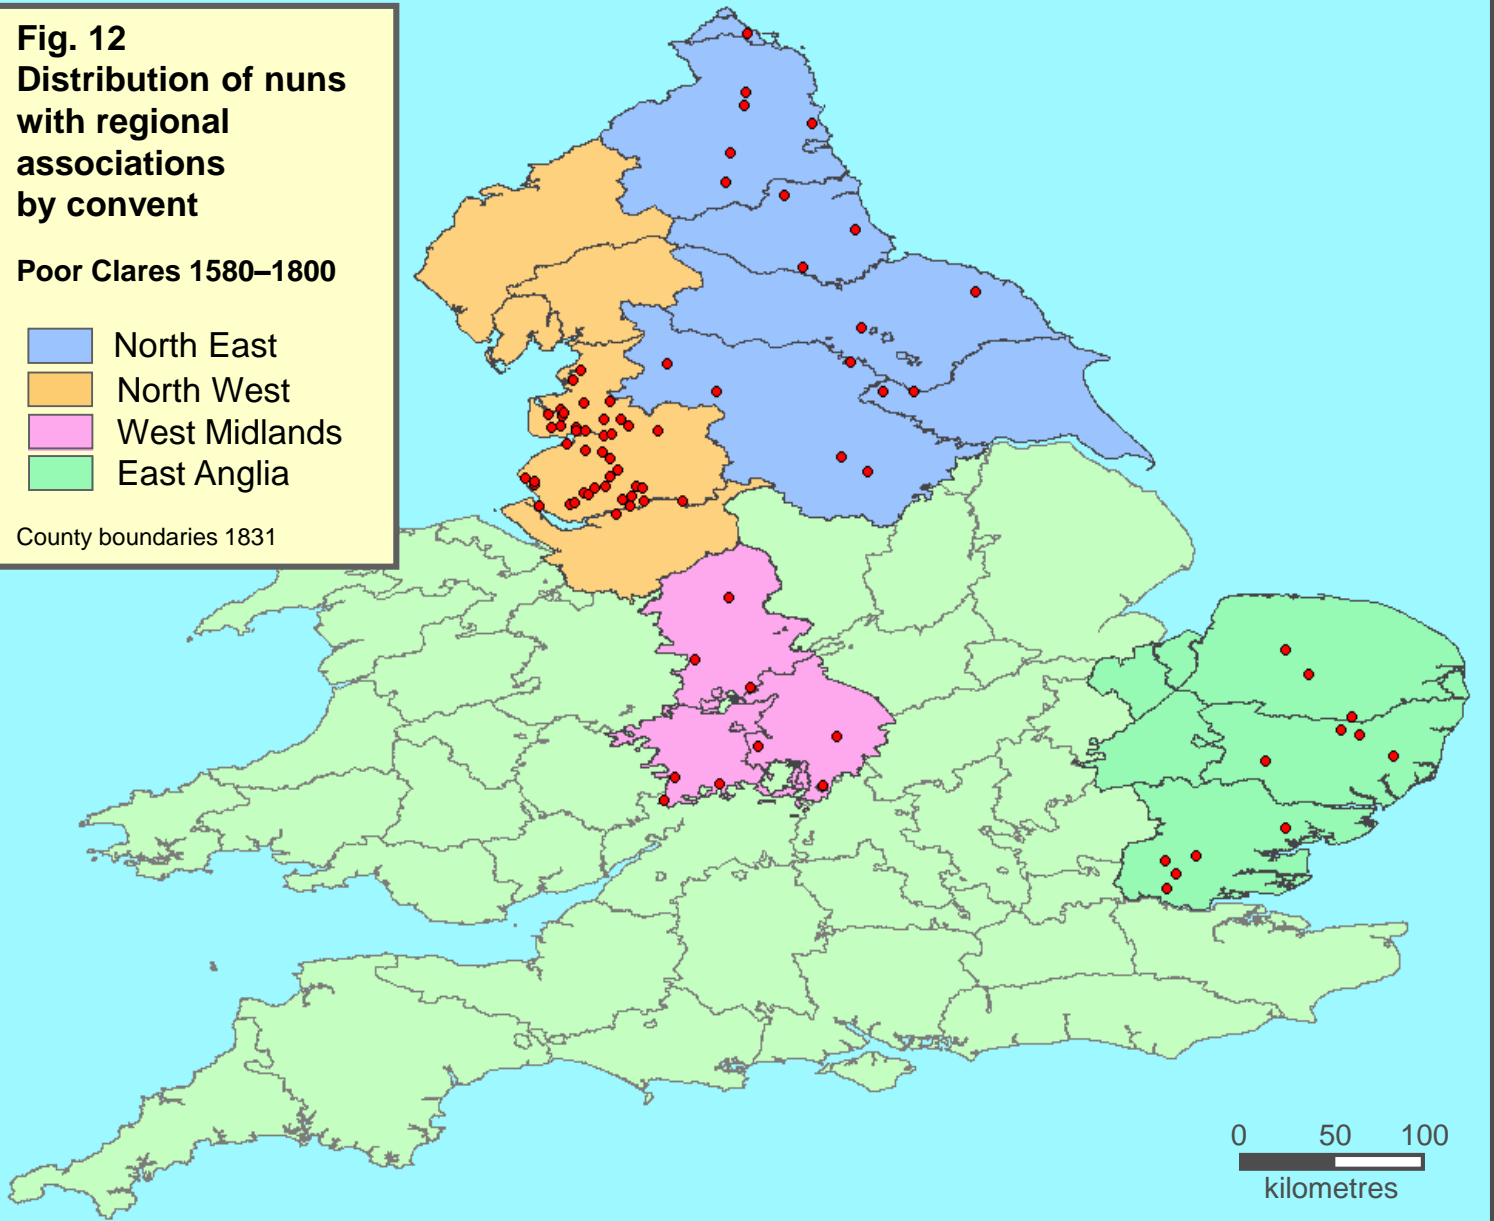 Fig. 12
Distribution of nuns
with regional
associations
by convent
Poor Clares 1580–1800
North East
North West
West Midlands
East Anglia
County boundaries 1831
0 50 100
kilometres